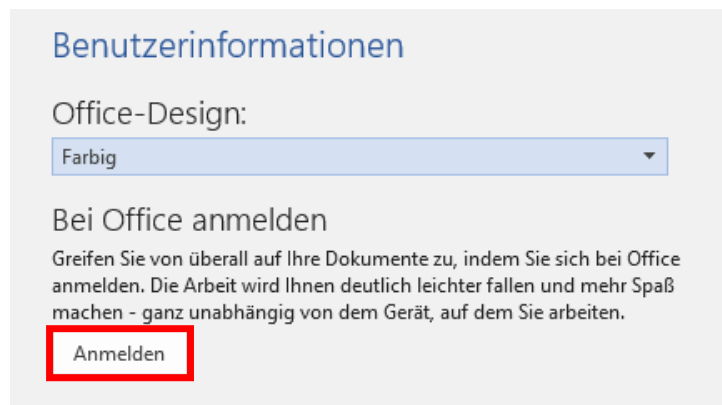 Benutzerinformationen
Office-Design:
Farbig
Bei Office anmelden
Greifen Sie von überall auf Ihre Dokumente zu, indem Sie sich bei Office
anmelden. Die Arbeit wird Ihnen deutlich leichter fallen und mehr Spaß
machen - ganz unabhängig von dem Gerät, auf dem Sie arbeiten.
Anmelden